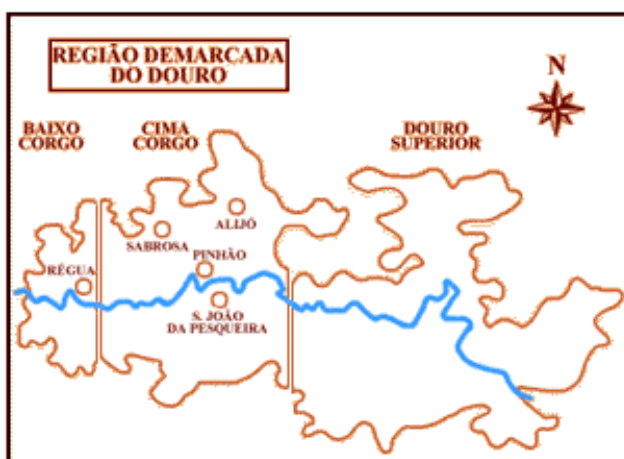 REGIÃO DEMARCADA
DO DOURO
N
BAIXO
CORGO
CIMA
CORGO
DOURO
SUPERIOR
ALIJÓ
SABROSA
PINHÃO
RÉGUA
S. JOÃO
DA PESQUEIRA